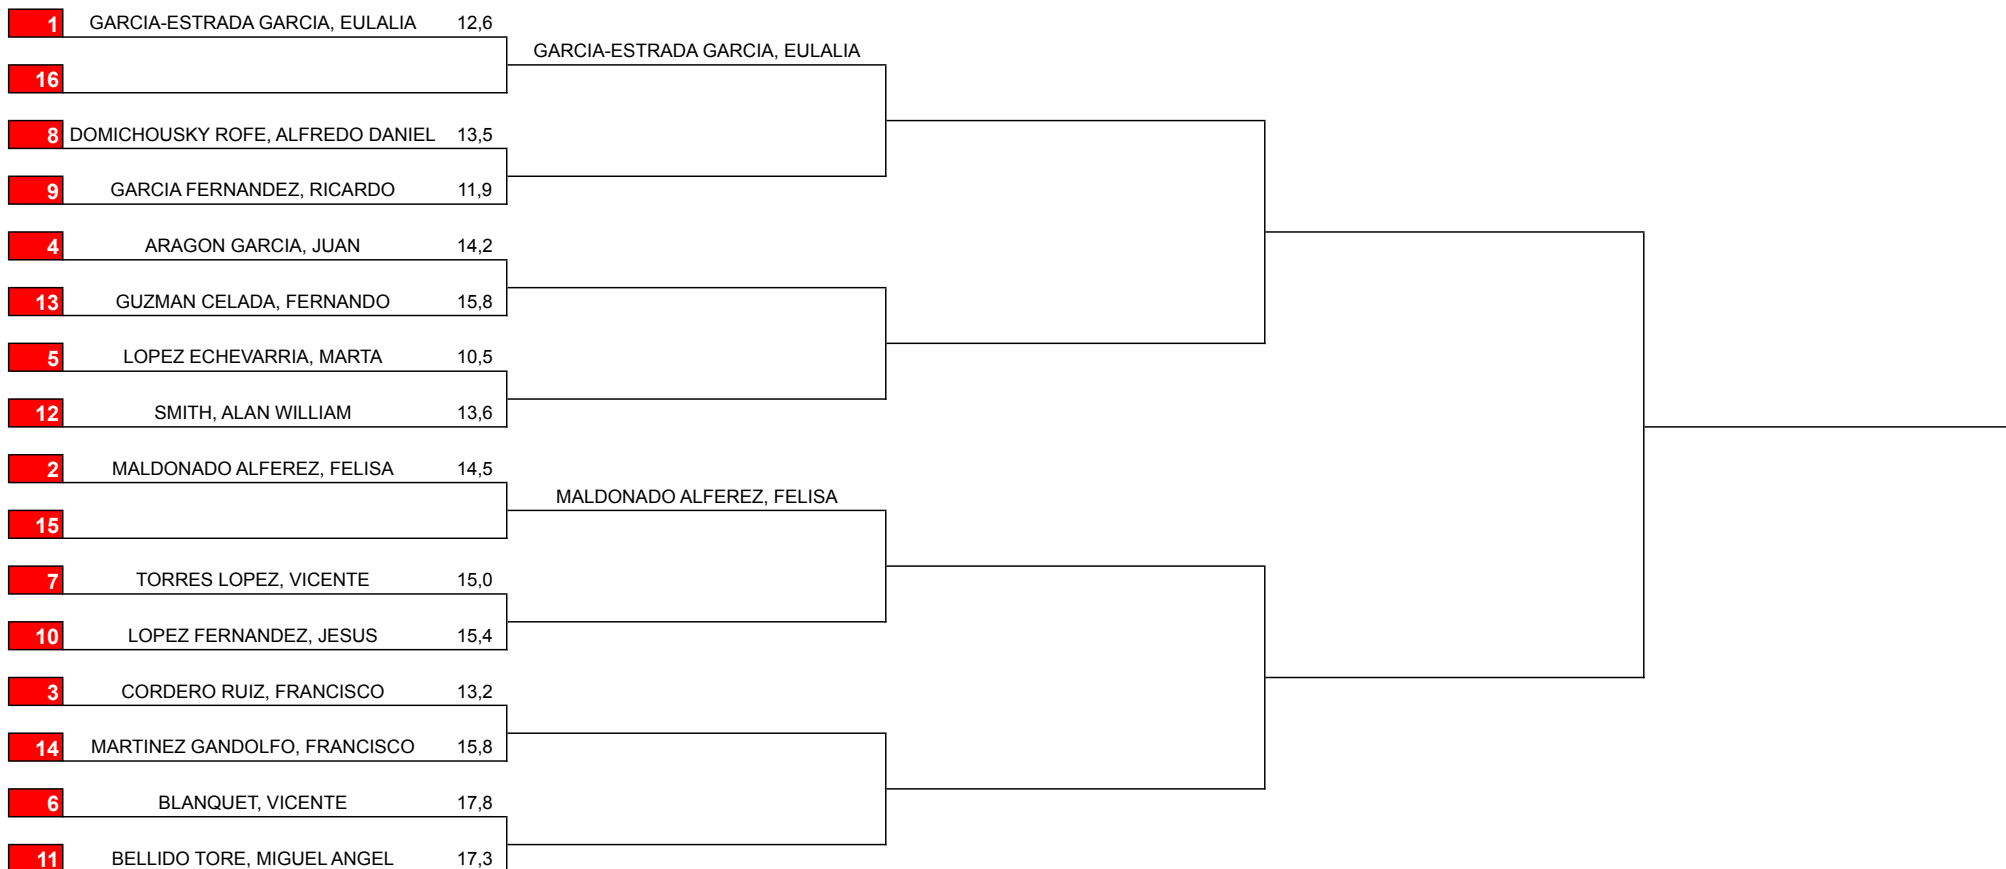 1 GARCIA-ESTRADA GARCIA, EULALIA 12,6
GARCIA-ESTRADA GARCIA, EULALIA
16
8 DOMICHOUSKY ROFE, ALFREDO DANIEL 13,5
9 GARCIA FERNANDEZ, RICARDO 11,9
4 ARAGON GARCIA, JUAN 14,2
13 GUZMAN CELADA, FERNANDO 15,8
5 LOPEZ ECHEVARRIA, MARTA 10,5
12 SMITH, ALAN WILLIAM 13,6
2 MALDONADO ALFEREZ, FELISA 14,5
MALDONADO ALFEREZ, FELISA
15
7 TORRES LOPEZ, VICENTE 15,0
10 LOPEZ FERNANDEZ, JESUS 15,4
3 CORDERO RUIZ, FRANCISCO 13,2
14 MARTINEZ GANDOLFO, FRANCISCO 15,8
6 BLANQUET, VICENTE 17,8
11 BELLIDO TORE, MIGUEL ANGEL 17,3